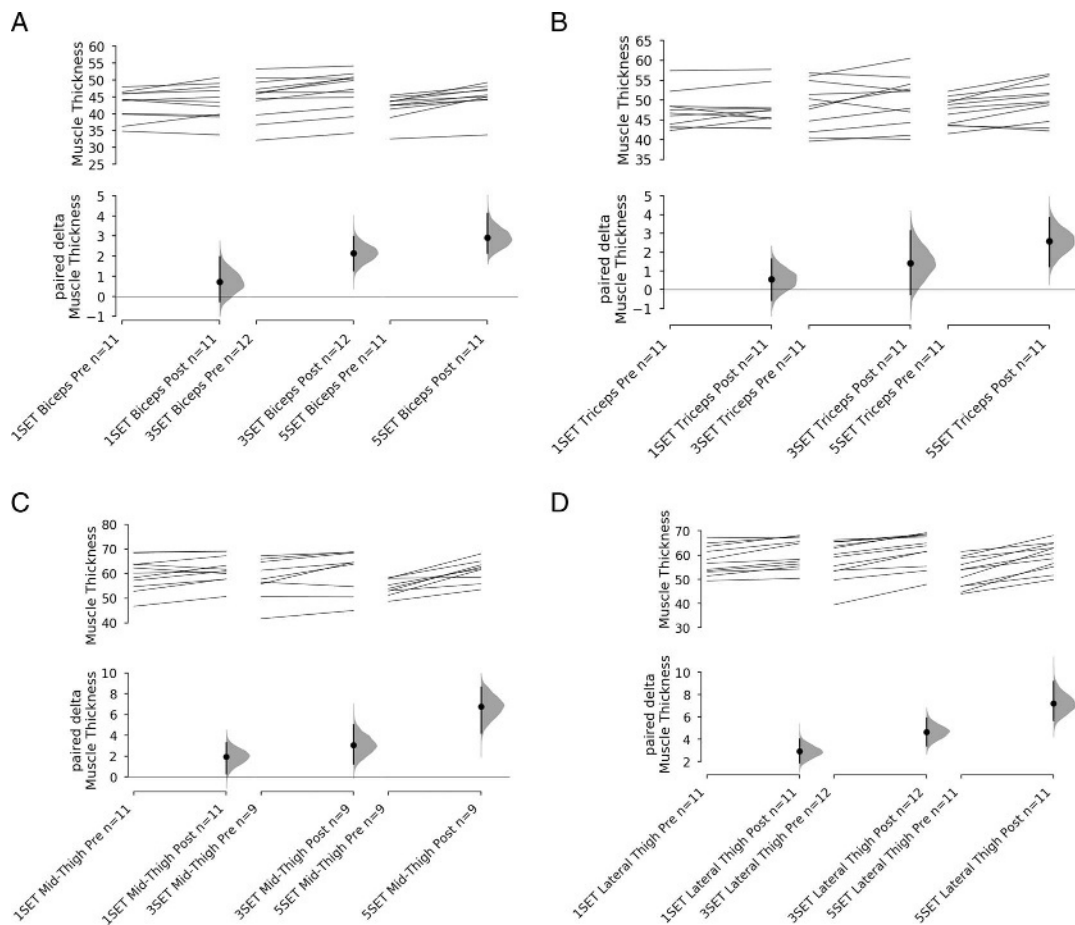 A
Muscle Thickness
60
55
50
45
40
35
30
25
paired delta
Muscle Thickness
5
4
3
2
1
0
−1
1SET Biceps Pre n=11
1SET Biceps Post n=11
3SET Biceps Pre n=12
3SET Biceps Post n=12
5SET Biceps Pre n=11
5SET Biceps Post n=11
B
Muscle Thickness
65
60
55
50
45
40
35
paired delta
Muscle Thickness
5
4
3
2
1
0
−1
1SET Triceps Pre n=11
1SET Triceps Post n=11
3SET Triceps Pre n=11
3SET Triceps Post n=11
5SET Triceps Pre n=11
5SET Triceps Post n=11
C
Muscle Thickness
80
70
60
50
40
paired delta
Muscle Thickness
10
8
6
4
2
0
1SET Mid-Thigh Pre n=11
1SET Mid-Thigh Post n=11
3SET Mid-Thigh Pre n=9
3SET Mid-Thigh Post n=9
5SET Mid-Thigh Pre n=9
5SET Mid-Thigh Post n=9
D
Muscle Thickness
70
60
50
40
30
paired delta
Muscle Thickness
10
8
6
4
2
1SET Lateral Thigh Pre n=11
1SET Lateral Thigh Post n=11
3SET Lateral Thigh Pre n=12
3SET Lateral Thigh Post n=12
5SET Lateral Thigh Pre n=11
5SET Lateral Thigh Post n=11